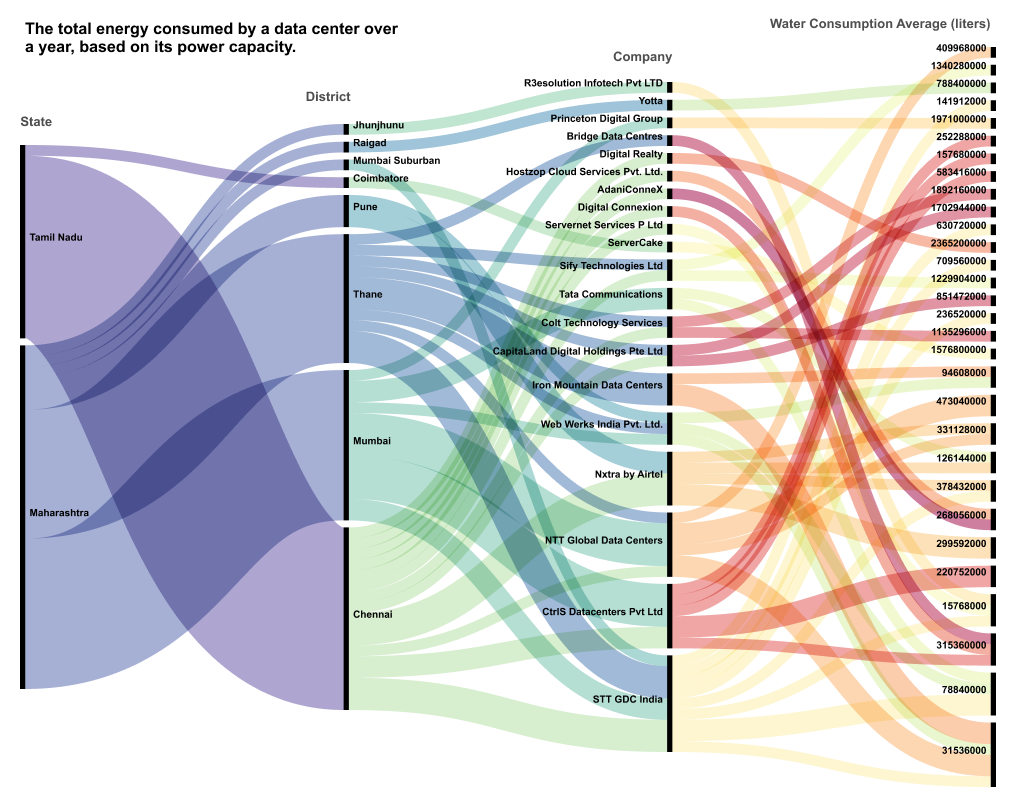 The total energy consumed by a data center over
a year, based on its power capacity.
State
Tamil Nadu
Maharashtra
District
Jhunjhunu
Raigad
Mumbai Suburban
Coimbatore
Pune
Thane
Mumbai
Chennai
Company
R3esolution Infotech Pvt LTD
Yotta
Princeton Digital Group
Bridge Data Centres
Digital Realty
Hostzop Cloud Services Pvt. Ltd.
AdaniConneX
Digital Connexion
Servernet Services P Ltd
ServerCake
Sify Technologies Ltd
Tata Communications
Colt Technology Services
CapitaLand Digital Holdings Pte Ltd
Iron Mountain Data Centers
Web Werks India Pvt. Ltd.
Nxtra by Airtel
NTT Global Data Centers
CtrlS Datacenters Pvt Ltd
STT GDC India
Water Consumption Average (liters)
409968000
1340280000
788400000
141912000
1971000000
252288000
157680000
583416000
1892160000
1702944000
630720000
2365200000
709560000
1229904000
851472000
236520000
1135296000
1576800000
94608000
473040000
331128000
126144000
378432000
268056000
299592000
220752000
15768000
315360000
78840000
31536000